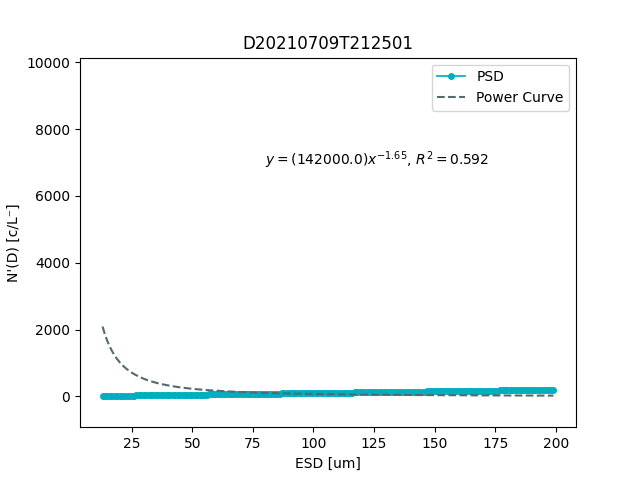 D20210709T212501
PSD
Power Curve
y = (142000.0)x^{-1.65}, R^2 = 0.592
10000
8000
6000
4000
2000
0
N'(D) [c/L⁻]
25 50 75 100 125 150 175 200
ESD [um]